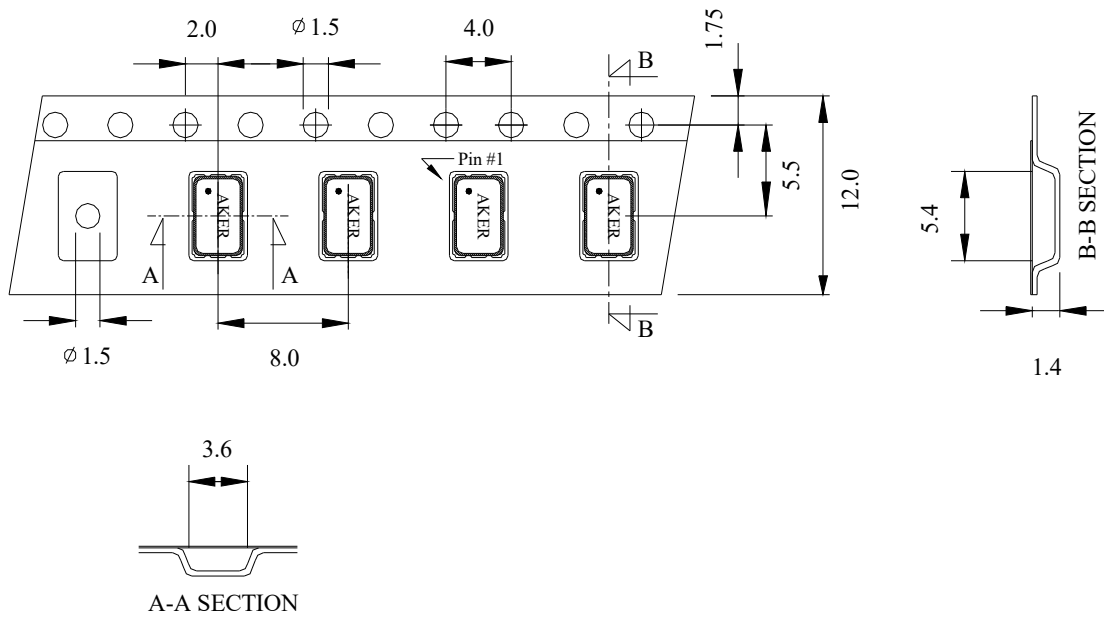 2.0
⌀ 1.5
4.0
1.75
B
Pin #1
5.5
12.0
AKER
AKER
AKER
AKER
A
A
5.4
B-B SECTION
B
⌀ 1.5
8.0
1.4
3.6
A-A SECTION